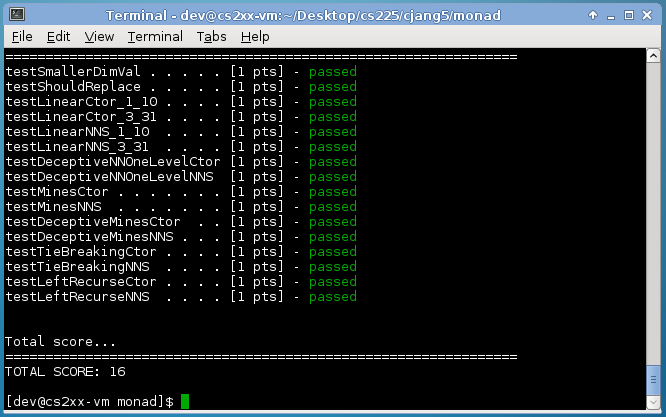 Terminal - dev@cs2xx-vm:~/Desktop/cs225/cjang5/monad
File Edit View Terminal Tabs Help
================================================================
testSmallerDimVal . . . . . [1 pts] - passed
testShouldReplace . . . . . [1 pts] - passed
testLinearCtor_1_10 . . . . [1 pts] - passed
testLinearCtor_3_31 . . . . [1 pts] - passed
testLinearNNS_1_10  . . . . [1 pts] - passed
testLinearNNS_3_31  . . . . [1 pts] - passed
testDeceptiveNNOneLevelCtor [1 pts] - passed
testDeceptiveNNOneLevelNNS  [1 pts] - passed
testMinesCtor . . . . . . . [1 pts] - passed
testMinesNNS  . . . . . . . [1 pts] - passed
testDeceptiveMinesCtor  . . [1 pts] - passed
testDeceptiveMinesNNS . . . [1 pts] - passed
testTieBreakingCtor . . . . [1 pts] - passed
testTieBreakingNNS  . . . . [1 pts] - passed
testLeftRecurseCtor . . . . [1 pts] - passed
testLeftRecurseNNS  . . . . [1 pts] - passed
Total score...
================================================================
TOTAL SCORE: 16
[dev@cs2xx-vm monad]$